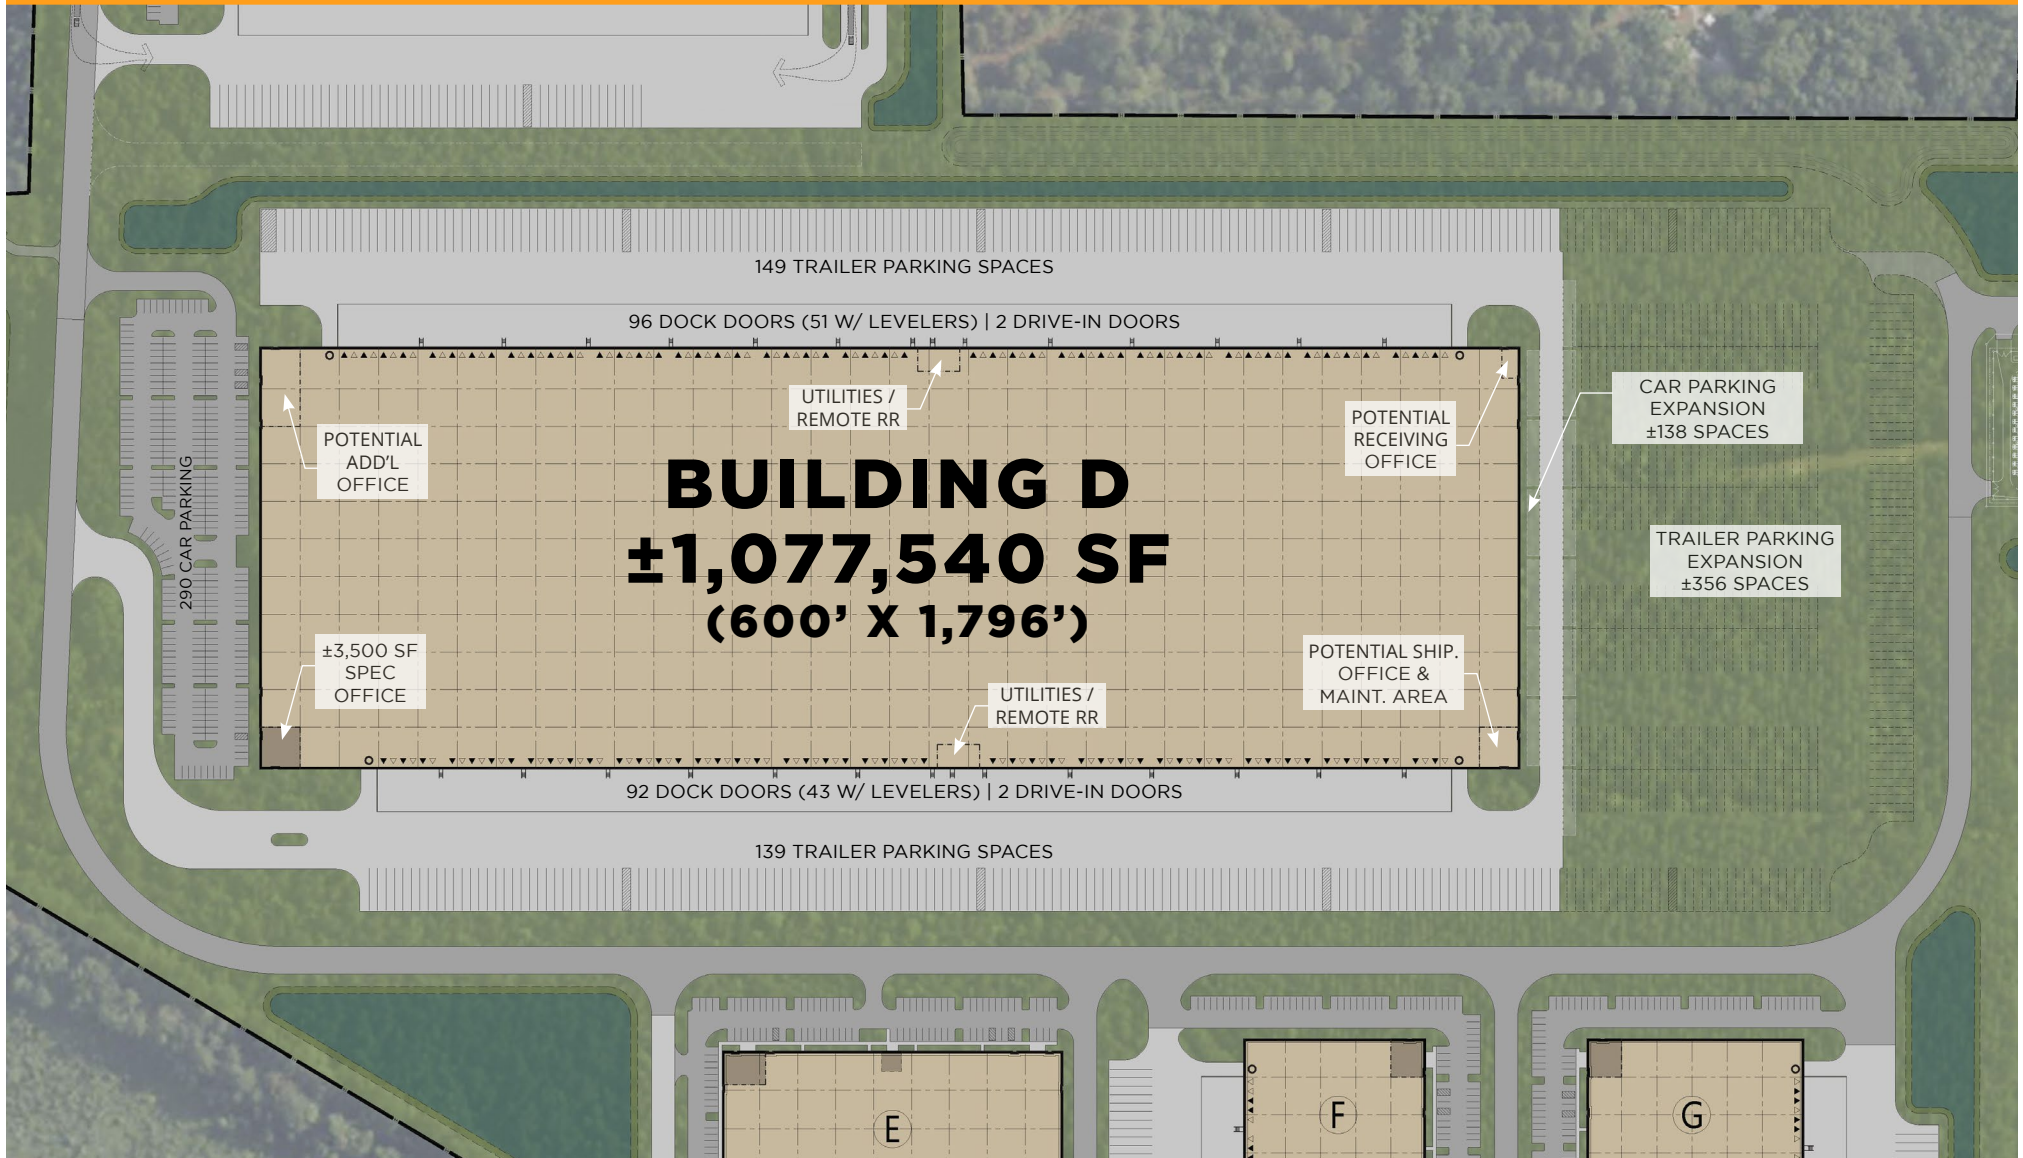 149 TRAILER PARKING SPACES
96 DOCK DOORS (51 W/ LEVELERS) | 2 DRIVE-IN DOORS
UTILITIES /
REMOTE RR
POTENTIAL
RECEIVING
OFFICE
CAR PARKING
EXPANSION
±138 SPACES
POTENTIAL
ADD'L
OFFICE
290 CAR PARKING
BUILDING D
±1,077,540 SF
(600’ X 1,796’)
TRAILER PARKING
EXPANSION
±356 SPACES
±3,500 SF
SPEC
OFFICE
UTILITIES /
REMOTE RR
POTENTIAL SHIP.
OFFICE &
MAINT. AREA
92 DOCK DOORS (43 W/ LEVELERS) | 2 DRIVE-IN DOORS
139 TRAILER PARKING SPACES
E
F
G